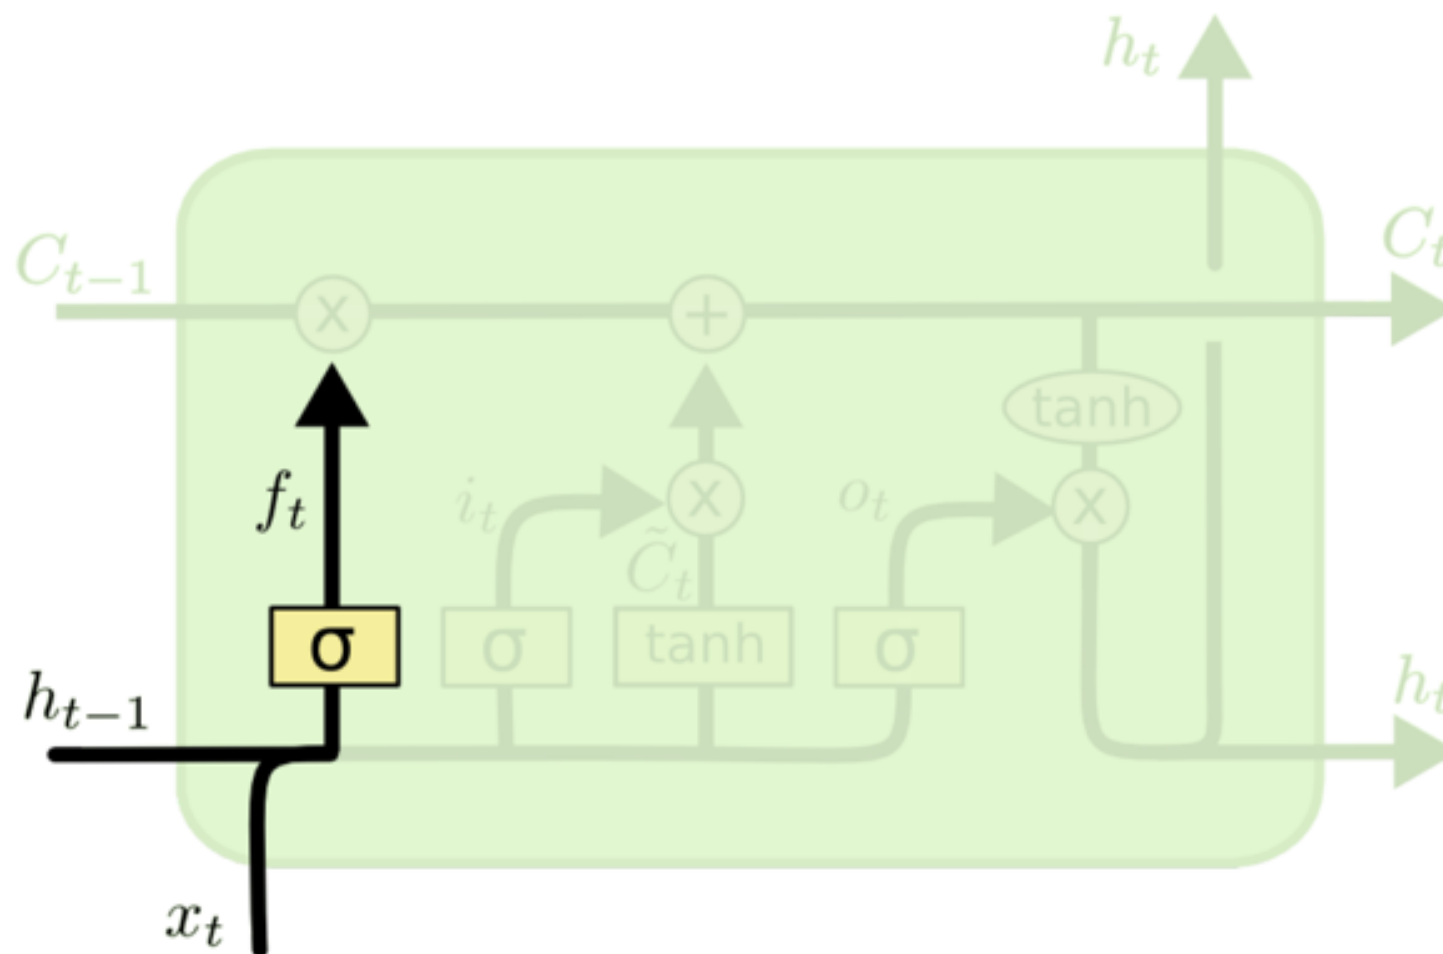 h_t
C_{t-1}
C_t
x
+
tanh
f_t
i_t
x
o_t
x
C̃_t
σ
σ
tanh
σ
h_{t-1}
h_t
x_t